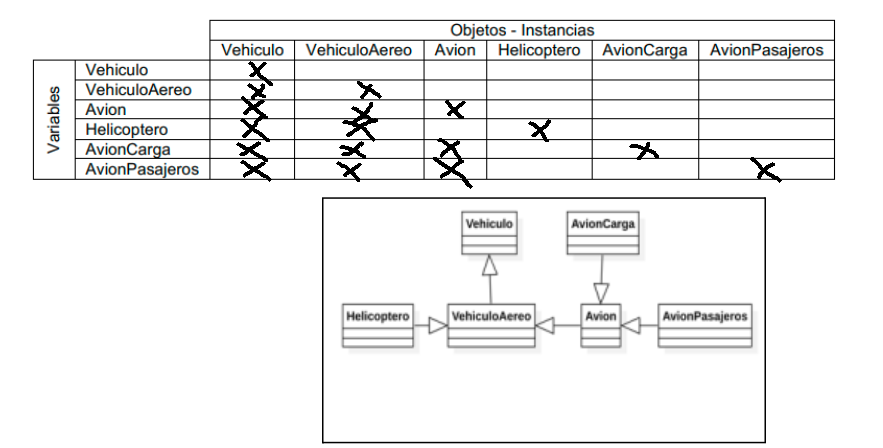 Objetos - Instancias
Vehiculo VehiculoAereo Avion Helicoptero AvionCarga AvionPasajeros
Variables
Vehiculo X
VehiculoAereo X X
Avion X X X
Helicoptero X X X
AvionCarga X X X X
AvionPasajeros X X X X
Vehiculo AvionCarga
Helicoptero VehiculoAereo Avion AvionPasajeros